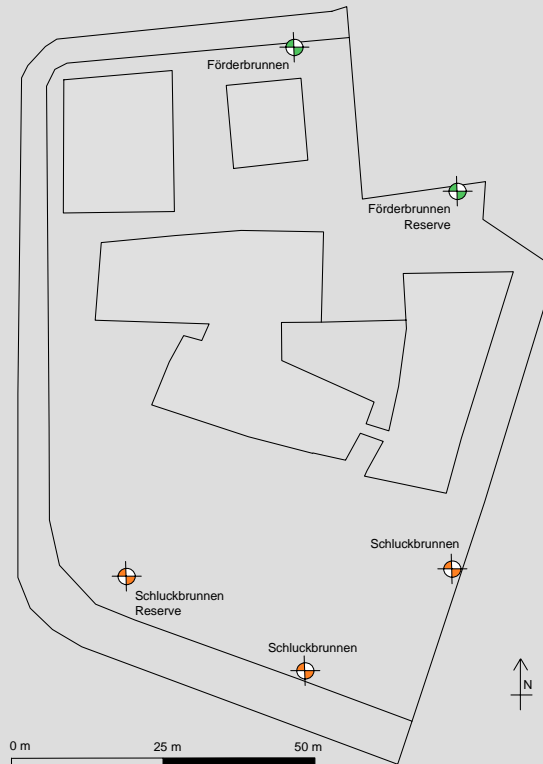 Förderbrunnen
Förderbrunnen
Reserve
Schluckbrunnen
Schluckbrunnen
Reserve
Schluckbrunnen
N
0 m 25 m 50 m